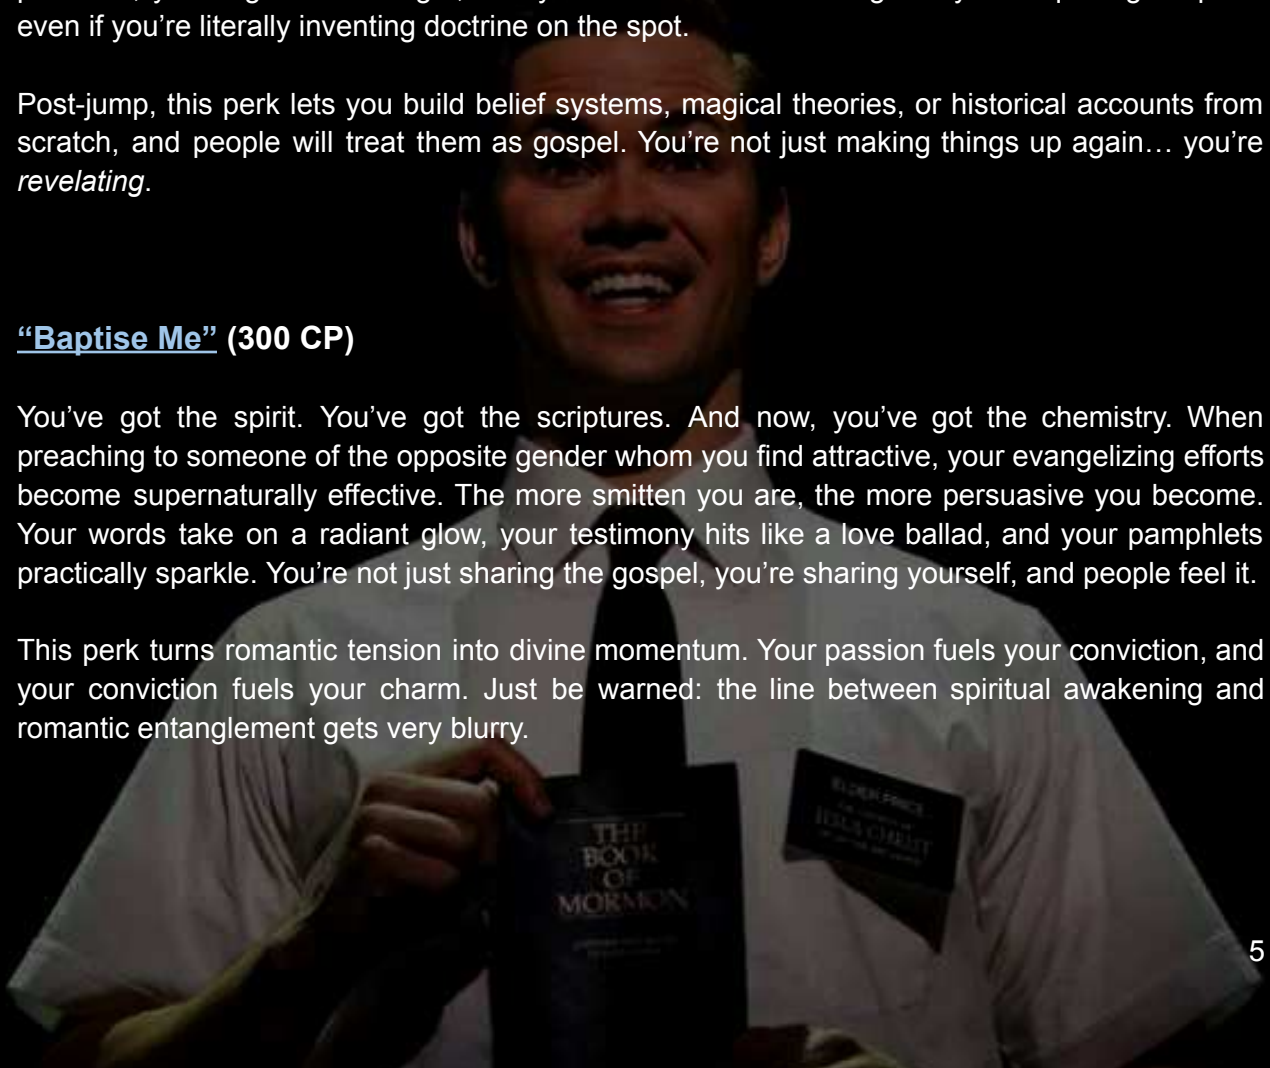 even if you’re literally inventing doctrine on the spot.
Post-jump, this perk lets you build belief systems, magical theories, or historical accounts from
scratch, and people will treat them as gospel. You’re not just making things up again… you’re
revelating.
“Baptise Me” (300 CP)
You’ve got the spirit. You’ve got the scriptures. And now, you’ve got the chemistry. When
preaching to someone of the opposite gender whom you find attractive, your evangelizing efforts
become supernaturally effective. The more smitten you are, the more persuasive you become.
Your words take on a radiant glow, your testimony hits like a love ballad, and your pamphlets
practically sparkle. You’re not just sharing the gospel, you’re sharing yourself, and people feel it.
This perk turns romantic tension into divine momentum. Your passion fuels your conviction, and
your conviction fuels your charm. Just be warned: the line between spiritual awakening and
romantic entanglement gets very blurry.
ELDER PRICE
JESUS CHRIST
THE
BOOK
OF
MORMON
5